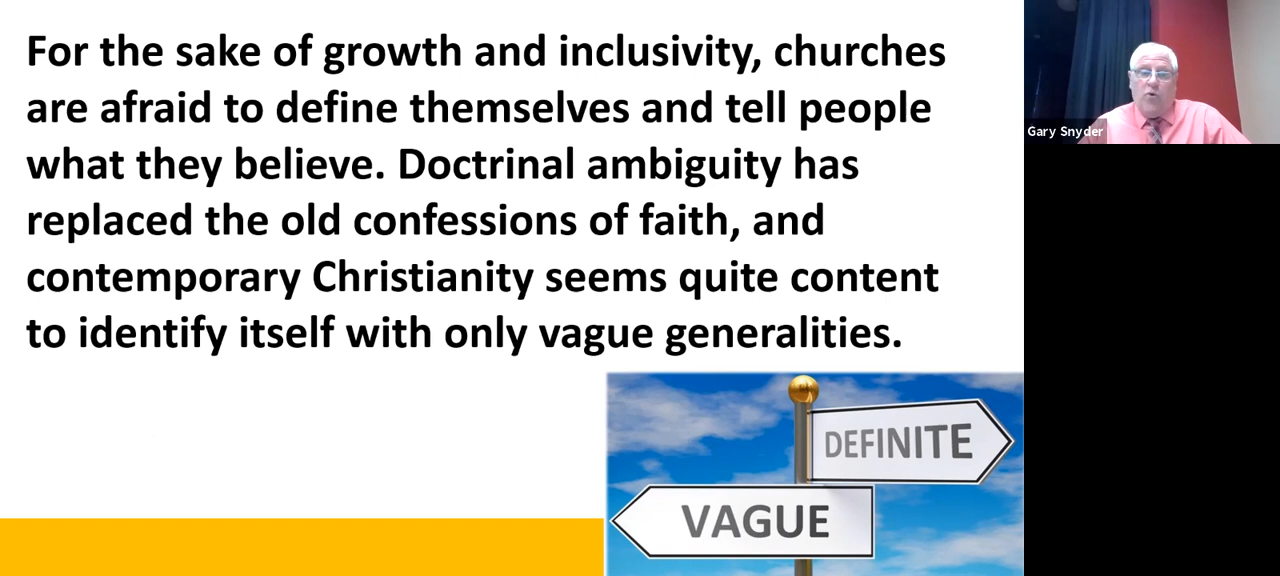 For the sake of growth and inclusivity, churches
are afraid to define themselves and tell people
what they believe. Doctrinal ambiguity has
replaced the old confessions of faith, and
contemporary Christianity seems quite content
to identify itself with only vague generalities.
DEFINITE
VAGUE
Gary Snyder